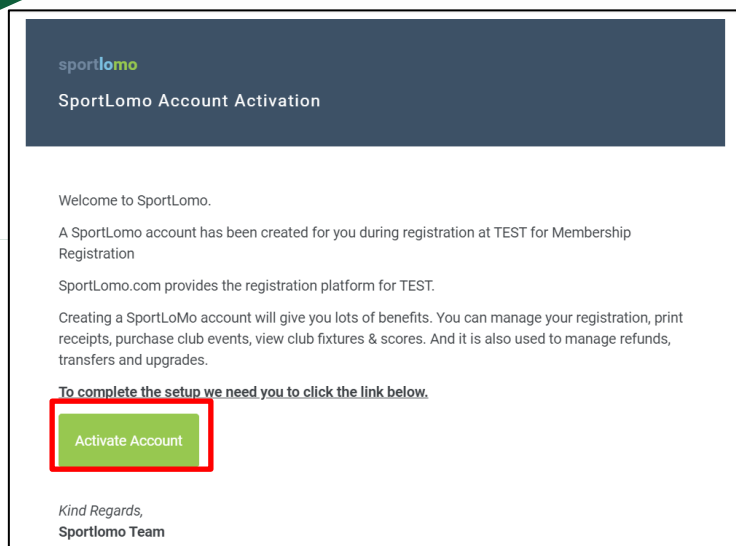 sportlomo
SportLomo Account Activation
Welcome to SportLomo.
A SportLomo account has been created for you during registration at TEST for Membership
Registration
SportLomo.com provides the registration platform for TEST.
Creating a SportLoMo account will give you lots of benefits. You can manage your registration, print
receipts, purchase club events, view club fixtures & scores. And it is also used to manage refunds,
transfers and upgrades.
To complete the setup we need you to click the link below.
Activate Account
Kind Regards,
Sportlomo Team